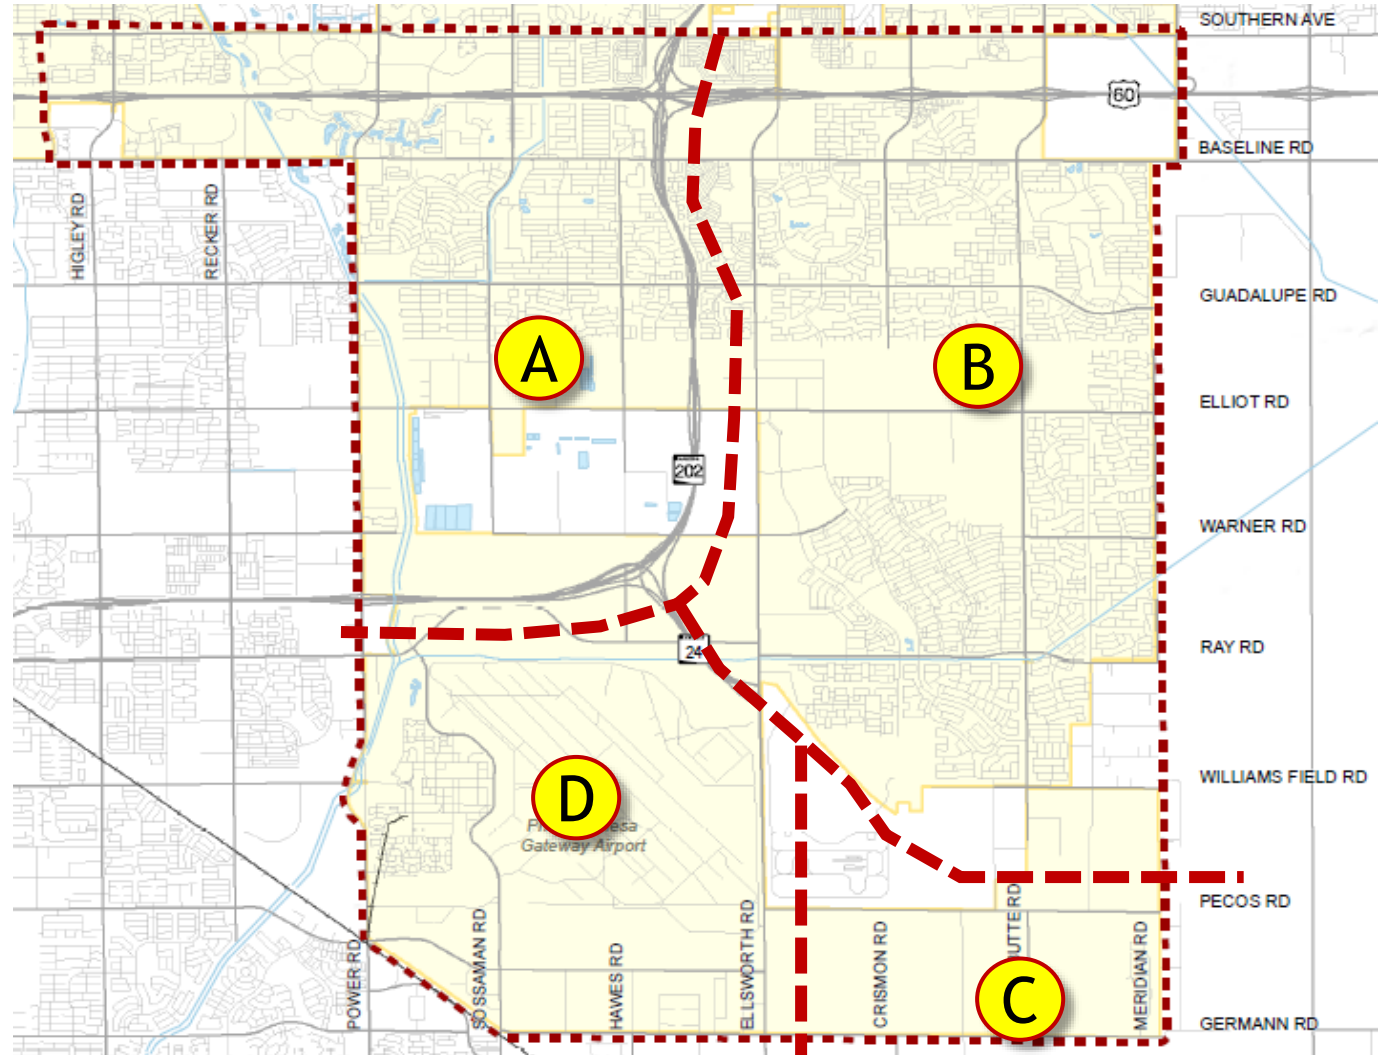 SOUTHERN AVE
60
BASELINE RD
HIGLEY RD
RECKER RD
GUADALUPE RD
A
B
ELLIOT RD
202
WARNER RD
RAY RD
24
WILLIAMS FIELD RD
D
Gateway Airport
PECOS RD
POWER RD
SOSSAMAN RD
HAWES RD
ELLSWORTH RD
CRISMON RD
UTTE RD
MERIDIAN RD
C
GERMANN RD